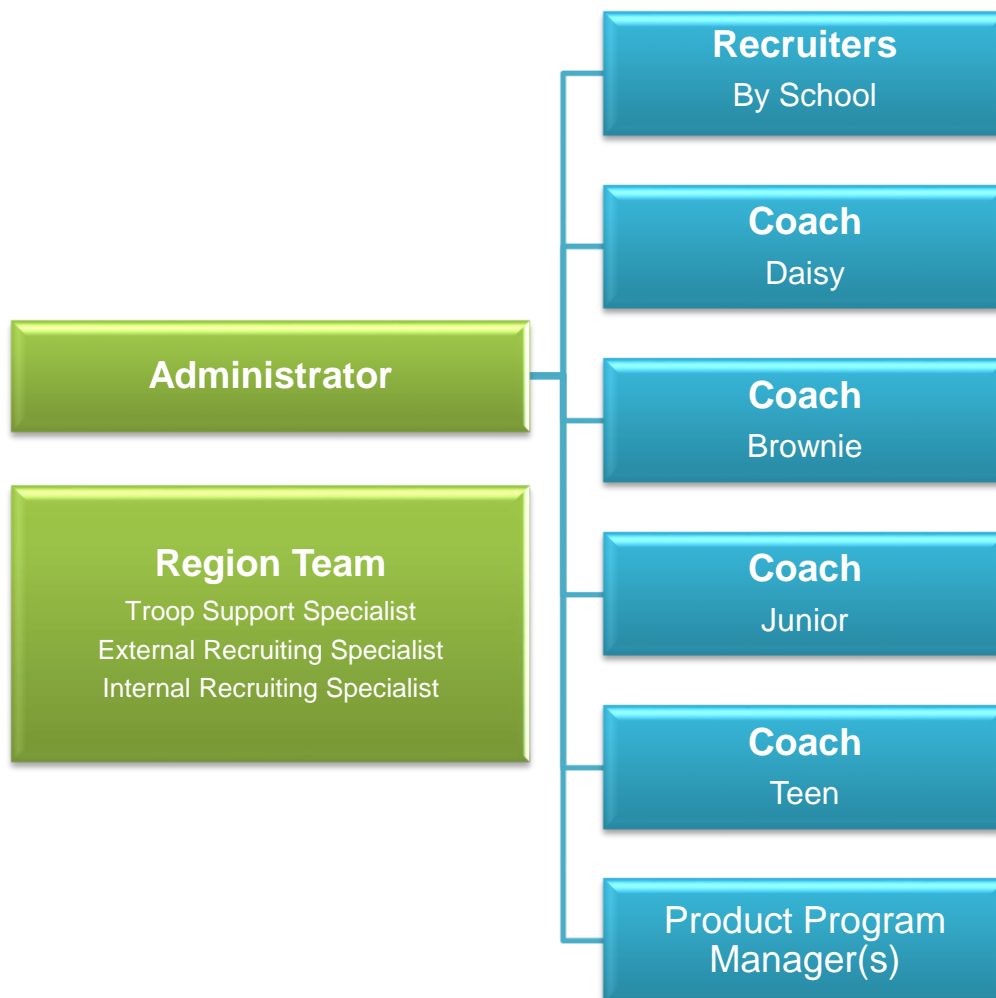 Administrator
Region Team
Troop Support Specialist
External Recruiting Specialist
Internal Recruiting Specialist
Recruiters
By School
Coach
Daisy
Coach
Brownie
Coach
Junior
Coach
Teen
Product Program
Manager(s)